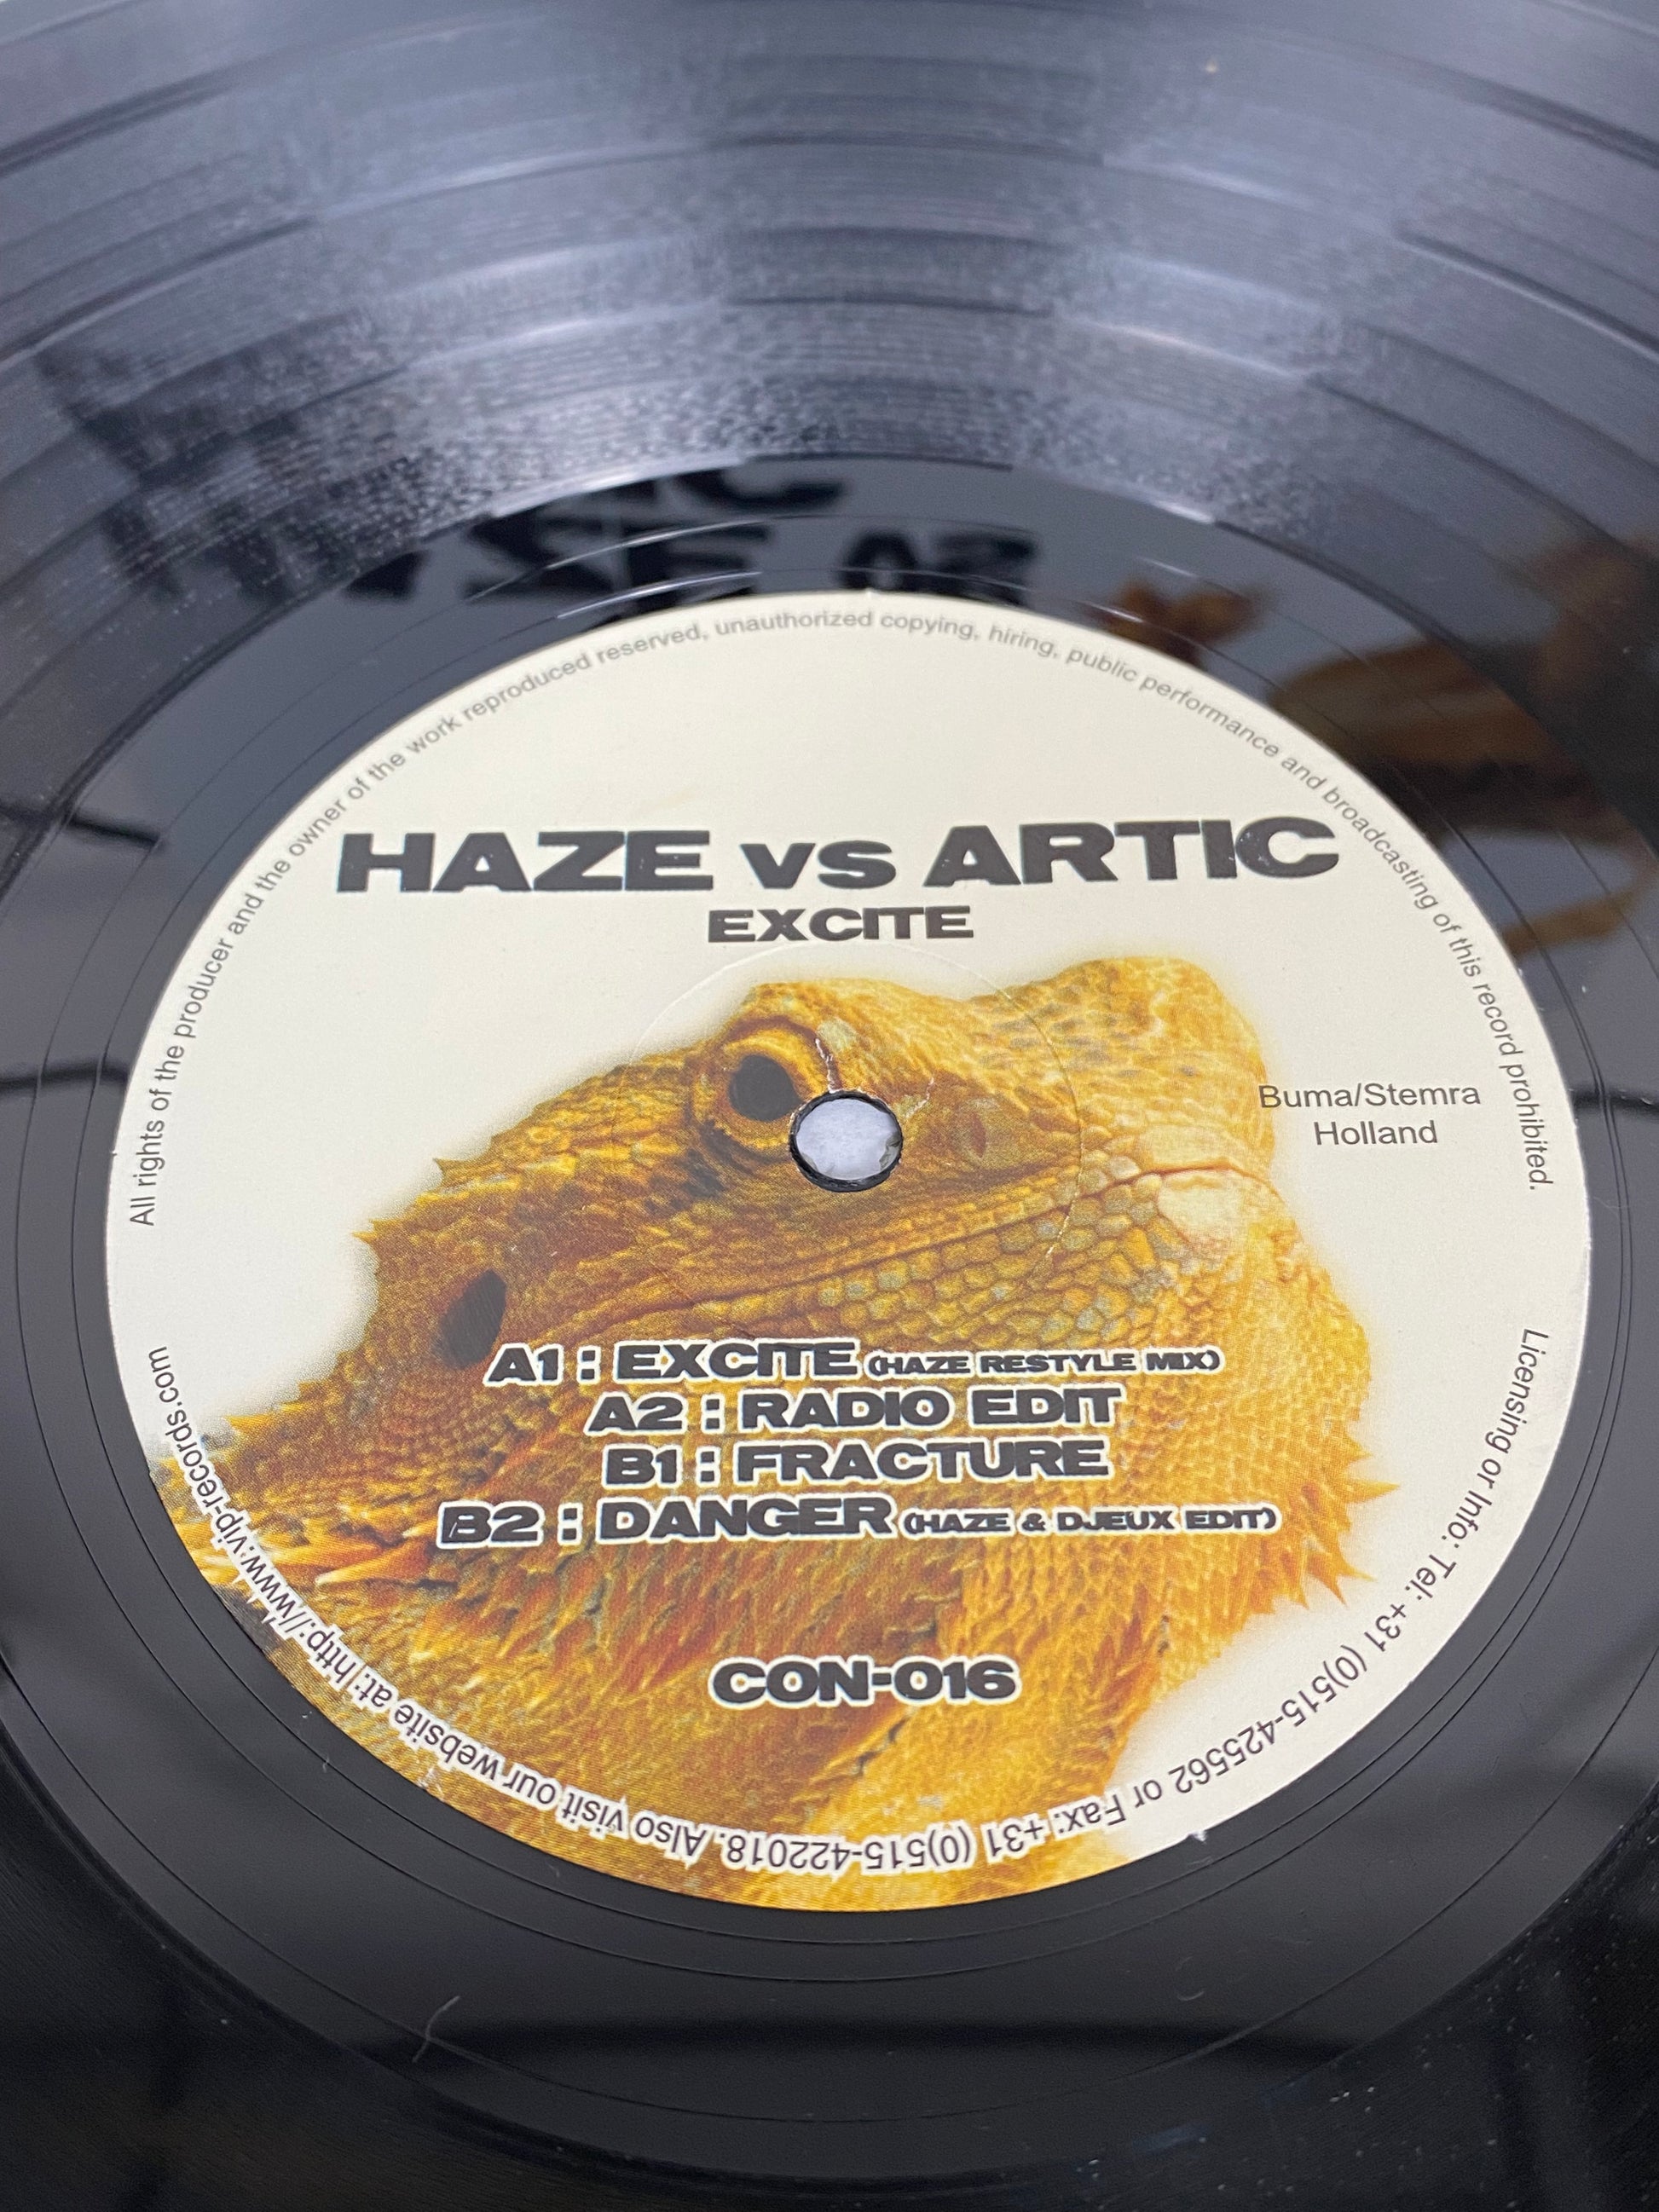 All rights of the producer and the owner of the work reproduced reserved, unauthorized copying, hiring, public performance and broadcasting of this record prohibited.
HAZE vs ARTIC
EXCITE
Buma/Stemra
Holland
A1 : EXCITE (HAZE RESTYLE MIX)
A2 : RADIO EDIT
B1 : FRACTURE
B2 : DANGER (HAZE & DJEUX EDIT)
CON-016
Licensing or Info: Tel: +31 (0)515-425562 or Fax: +31 (0)515-422018. Also visit our website at: http://www.vip-records.com